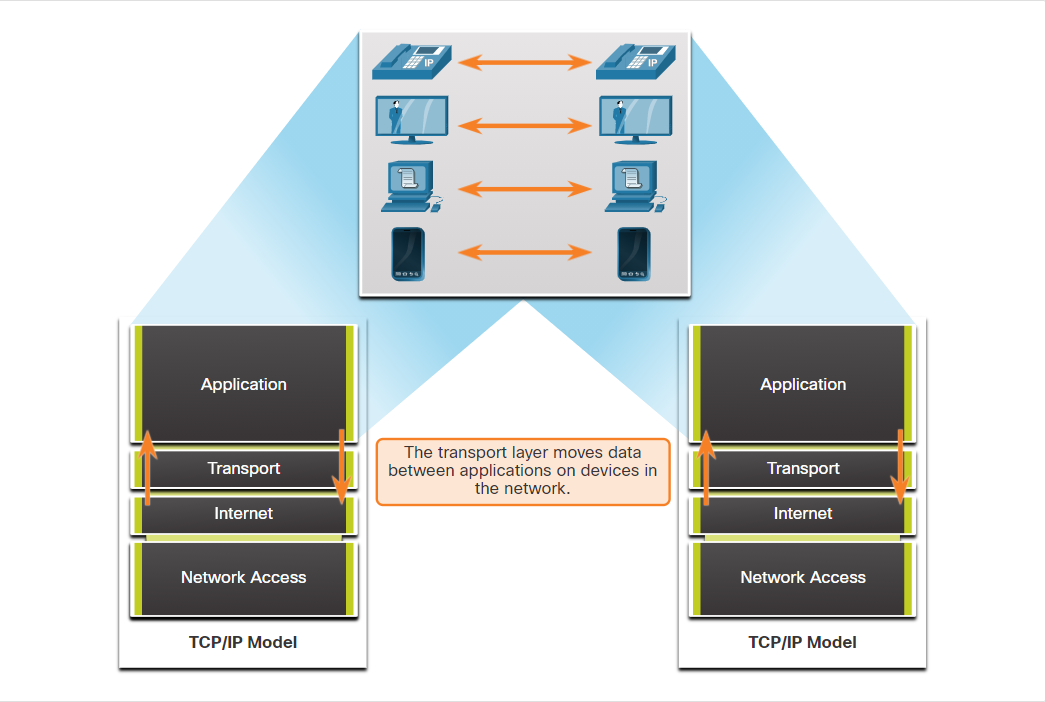 IP
IP
Application
Transport
Internet
Network Access
TCP/IP Model
The transport layer moves data
between applications on devices in
the network.
Application
Transport
Internet
Network Access
TCP/IP Model